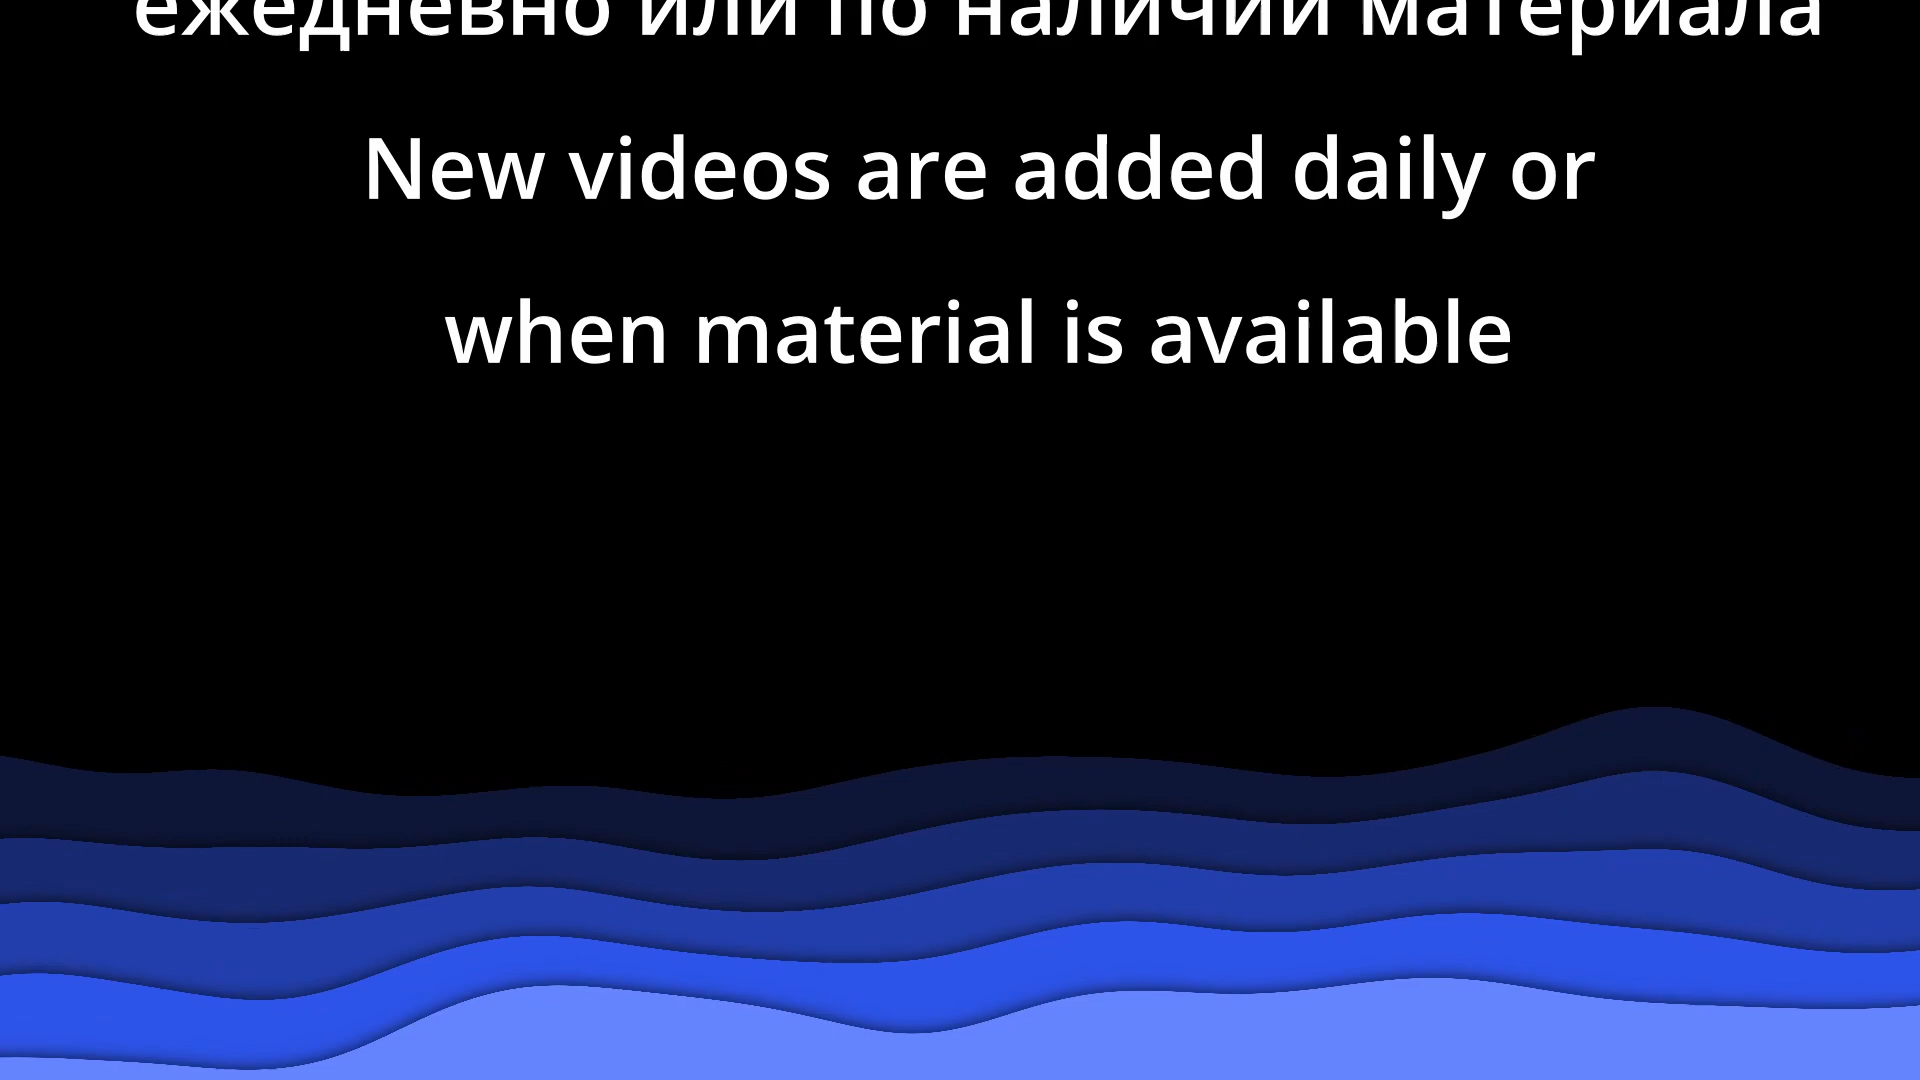 ежедневно или по наличии материала
New videos are added daily or
when material is available